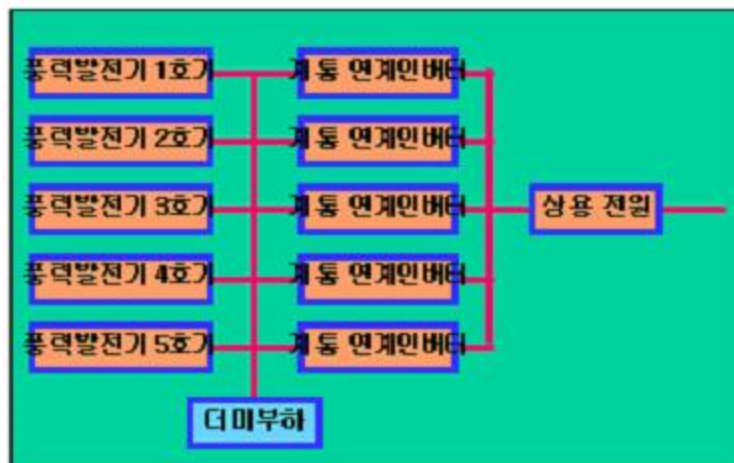 풍력발전기 1호기
계통 연계인버터
풍력발전기 2호기
계통 연계인버터
풍력발전기 3호기
계통 연계인버터
상용 전원
풍력발전기 4호기
계통 연계인버터
풍력발전기 5호기
계통 연계인버터
더미부하